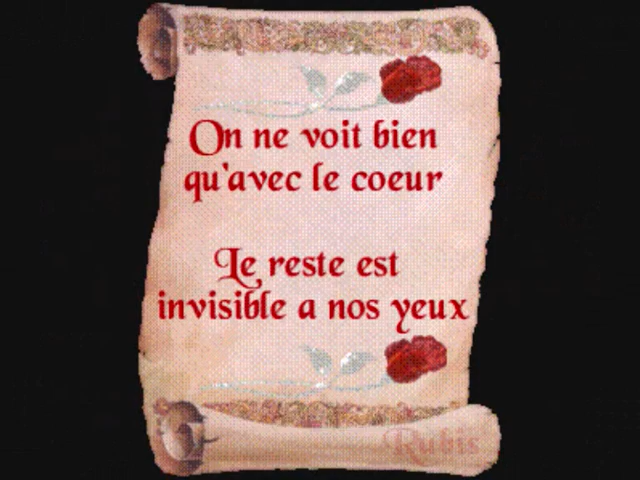 On ne voit bien
qu'avec le coeur
Le reste est
invisible a nos yeux
Rubis